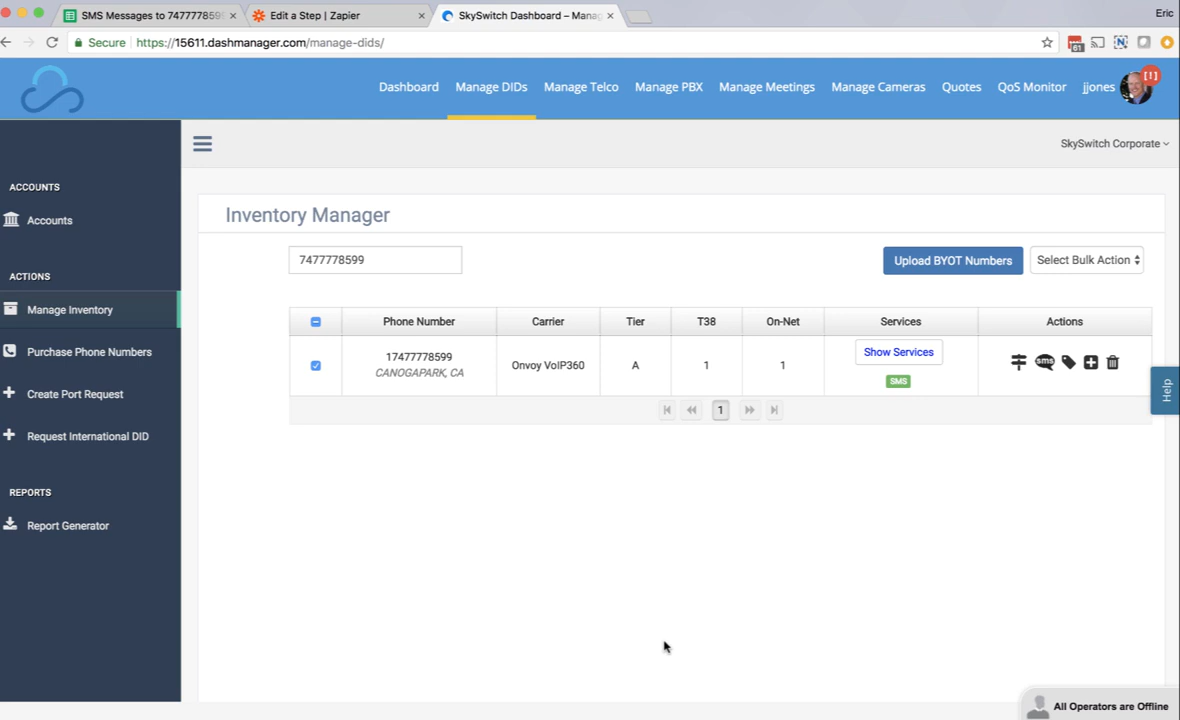 SMS Messages to 7477778599
Edit a Step | Zapier
SkySwitch Dashboard – Manag
Eric
Secure
https://15611.dashmanager.com/manage-dids/
61
N
Dashboard
Manage DIDs
Manage Telco
Manage PBX
Manage Meetings
Manage Cameras
Quotes
QoS Monitor
jjones
[1]
SkySwitch Corporate
ACCOUNTS
Accounts
ACTIONS
Manage Inventory
Purchase Phone Numbers
Create Port Request
Request International DID
REPORTS
Report Generator
Inventory Manager
7477778599
Upload BYOT Numbers
Select Bulk Action
Phone Number
Carrier
Tier
T38
On-Net
Services
Actions
17477778599
CANOGAPARK, CA
Onvoy VoIP360
A
1
1
Show Services
SMS
sms
1
Help
All Operators are Offline